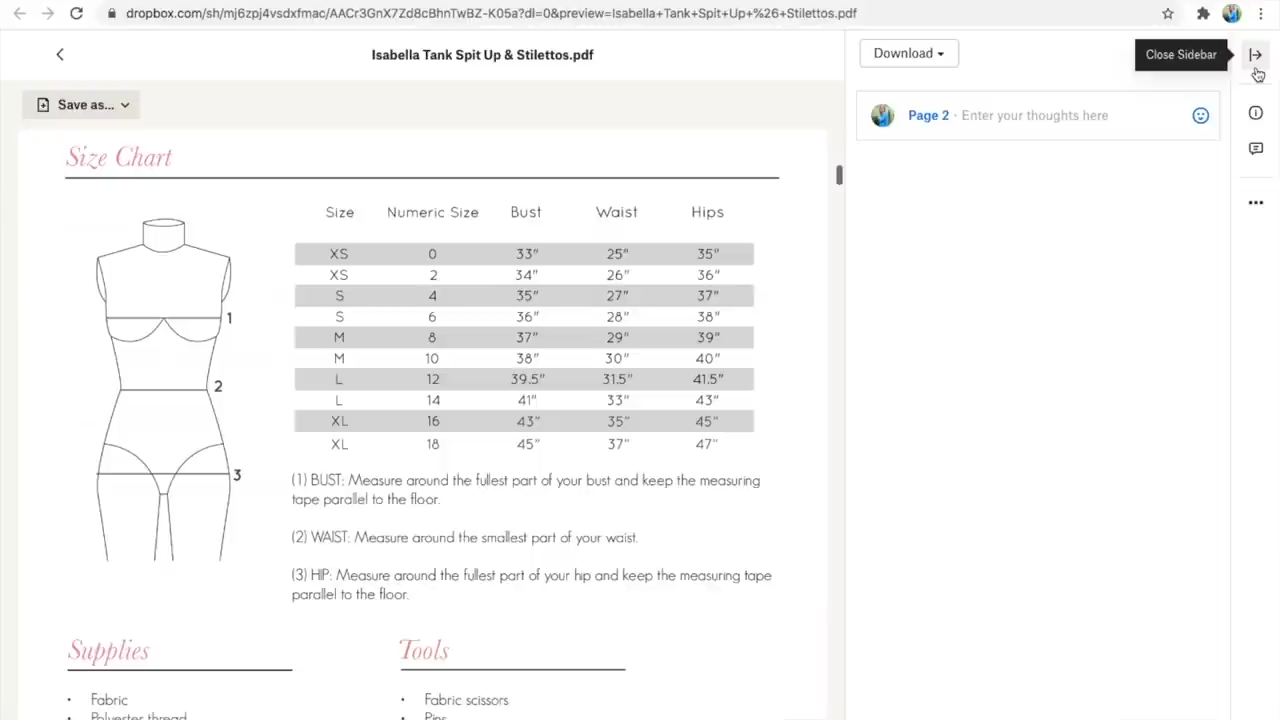 dropbox.com/sh/mj6zpj4vsdxfmac/AACr3GnX7Zd8cBhnTwBZ-K05a?dl=0&preview=Isabella+Tank+Spit+Up+%26+Stilettos.pdf
Isabella Tank Spit Up & Stilettos.pdf
Download
Close Sidebar
Save as...
Page 2 · Enter your thoughts here
Size Chart
Size Numeric Size Bust Waist Hips
XS 0 33" 25" 35"
XS 2 34" 26" 36"
S 4 35" 27" 37"
S 6 36" 28" 38"
M 8 37" 29" 39"
M 10 38" 30" 40"
L 12 39.5" 31.5" 41.5"
L 14 41" 33" 43"
XL 16 43" 35" 45"
XL 18 45" 37" 47"
1
2
3
(1) BUST: Measure around the fullest part of your bust and keep the measuring
tape parallel to the floor.
(2) WAIST: Measure around the smallest part of your waist.
(3) HIP: Measure around the fullest part of your hip and keep the measuring tape
parallel to the floor.
Supplies
• Fabric
• Polyester thread
Tools
• Fabric scissors
• Pins